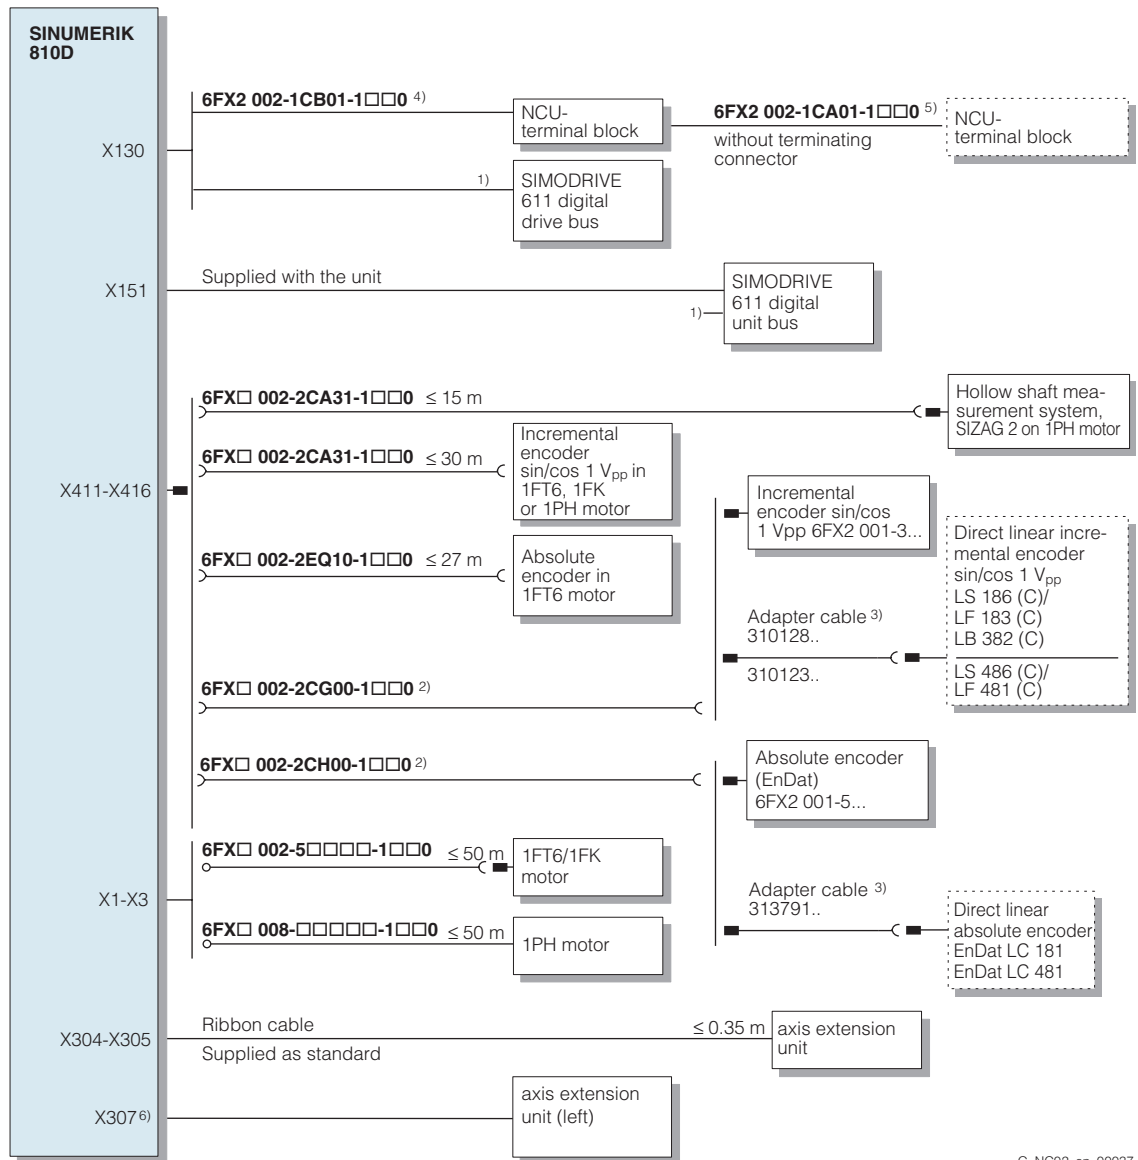 SINUMERIK
810D
X130
6FX2 002-1CB01-1□□0 4)
NCU-
terminal block
6FX2 002-1CA01-1□□0 5)
without terminating
connector
NCU-
terminal block
1)
SIMODRIVE
611 digital
drive bus
X151
Supplied with the unit
SIMODRIVE
611 digital
unit bus
1)
X411-X416
6FX□ 002-2CA31-1□□0 ≤ 15 m
Hollow shaft mea-
surement system,
SIZAG 2 on 1PH motor
6FX□ 002-2CA31-1□□0 ≤ 30 m
Incremental
encoder
sin/cos 1 Vpp in
1FT6, 1FK
or 1PH motor
6FX□ 002-2EQ10-1□□0 ≤ 27 m
Absolute
encoder in
1FT6 motor
6FX□ 002-2CG00-1□□0 2)
Incremental
encoder sin/cos
1 Vpp 6FX2 001-3...
Adapter cable 3)
310128..
310123..
Direct linear incre-
mental encoder
sin/cos 1 Vpp
LS 186 (C)/
LF 183 (C)
LB 382 (C)
LS 486 (C)/
LF 481 (C)
6FX□ 002-2CH00-1□□0 2)
Absolute encoder
(EnDat)
6FX2 001-5...
Adapter cable 3)
313791..
Direct linear
absolute encoder
EnDat LC 181
EnDat LC 481
X1-X3
6FX□ 002-5□□□□-1□□0 ≤ 50 m
1FT6/1FK
motor
6FX□ 008-□□□□□-1□□0 ≤ 50 m
1PH motor
X304-X305
Ribbon cable
Supplied as standard
≤ 0.35 m
axis extension
unit
X307 6)
axis extension
unit (left)